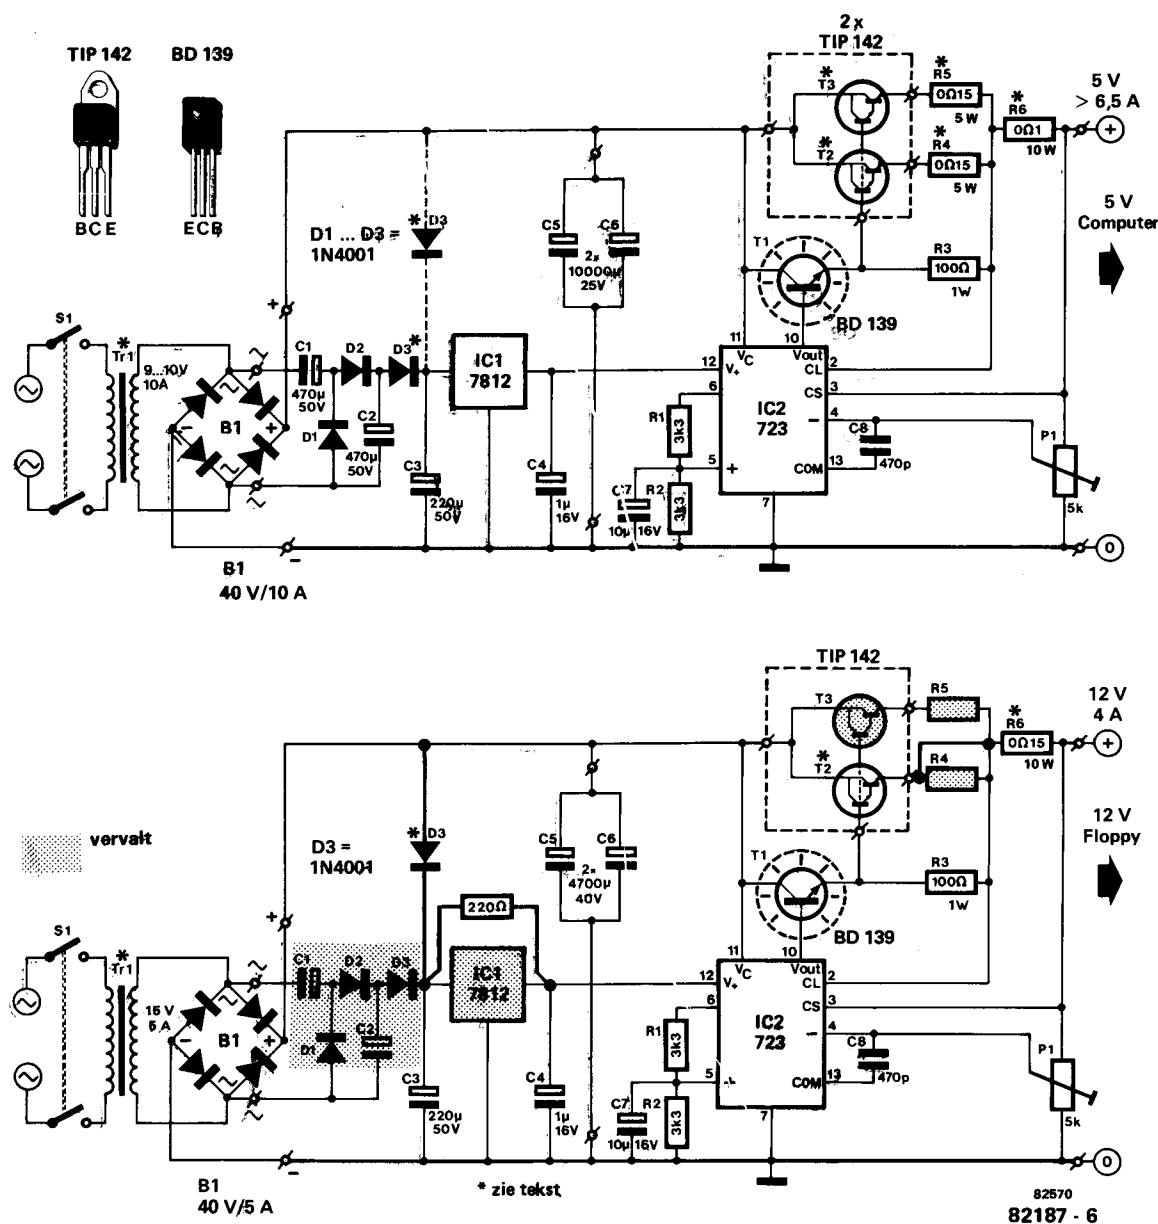 TIP 142
BD 139
B C E
E C B
2 x
TIP 142
*
T3
*
T2
*
R5
0Ω15
5 W
*
R4
0Ω15
5 W
*
R6
0Ω1
10 W
5 V
> 6,5 A
+
5 V
Computer
D1 ... D3 =
1N4001
* D3
C5
C6
2x
10000µ
25V
T1
BD 139
R3
100Ω
1W
S1
*
Tr1
9...10V
10A
+
~
B1
~
~
−
+
~
−
C1
470µ
50V
D2
D3*
D1
C2
470µ
50V
C3
220µ
50V
IC1
7812
C4
1µ
16V
11
10
VC
Vout
12
V+
CL
2
6
CS
3
IC2
723
−
4
5
+
COM
13
7
R1
3k3
C7
10µ 16V
R2
3k3
C8
470p
P1
5k
0
B1
40 V/10 A
TIP 142
T3
*
T2
R5
R4
*
R6
0Ω15
10 W
12 V
4 A
+
12 V
Floppy
vervalt
D3 =
1N4001
* D3
220Ω
C5
C6
2x
4700µ
40V
T1
BD 139
R3
100Ω
1W
S1
*
Tr1
15 V
5 A
+
~
B1
−
+
~
−
C1
D2
D3
D1
C2
C3
220µ
50V
IC1
7812
C4
1µ
16V
11
10
VC
Vout
12
V+
CL
2
6
CS
3
IC2
723
−
4
5
+
COM
13
7
R1
3k3
C7
10µ 16V
R2
3k3
C8
470p
P1
5k
0
B1
40 V/5 A
* zie tekst
82570
82187 - 6